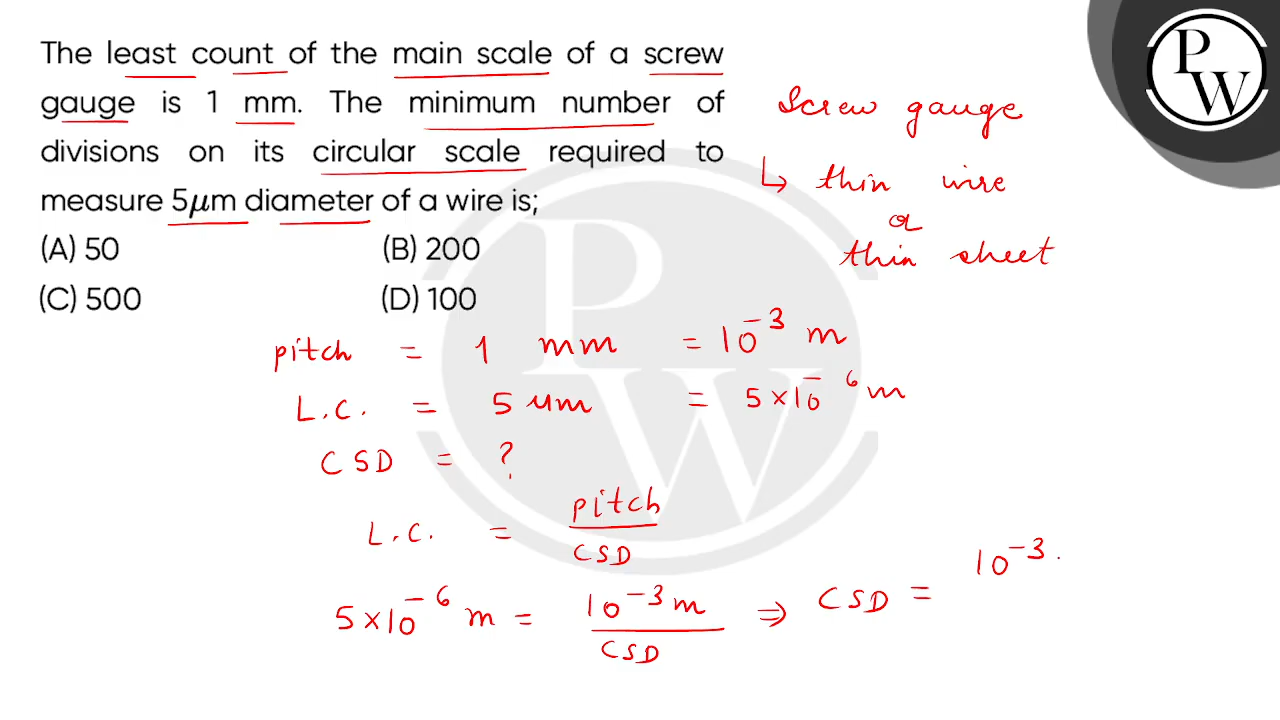 The least count of the main scale of a screw
gauge is 1 mm. The minimum number of
divisions on its circular scale required to
measure 5μm diameter of a wire is;
(A) 50 (B) 200
(C) 500 (D) 100
PW
Screw gauge
↳ thin wire
or
thin sheet
pitch = 1 mm = 10⁻³ m
L.C. = 5 μm = 5×10⁻⁶ m
CSD = ?
L.C. = pitch / CSD
5×10⁻⁶ m = 10⁻³ m / CSD ⇒ CSD = 10⁻³